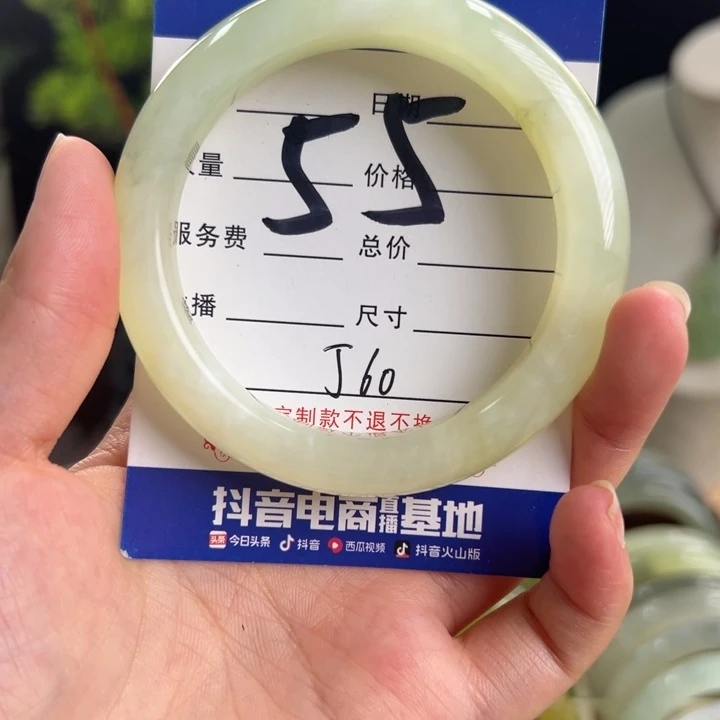 日期
55
量 价格
服务费 总价
播 尺寸
J60
定制款不退不换
抖音电商直播基地
头条 今日头条 抖音 西瓜视频 抖音火山版